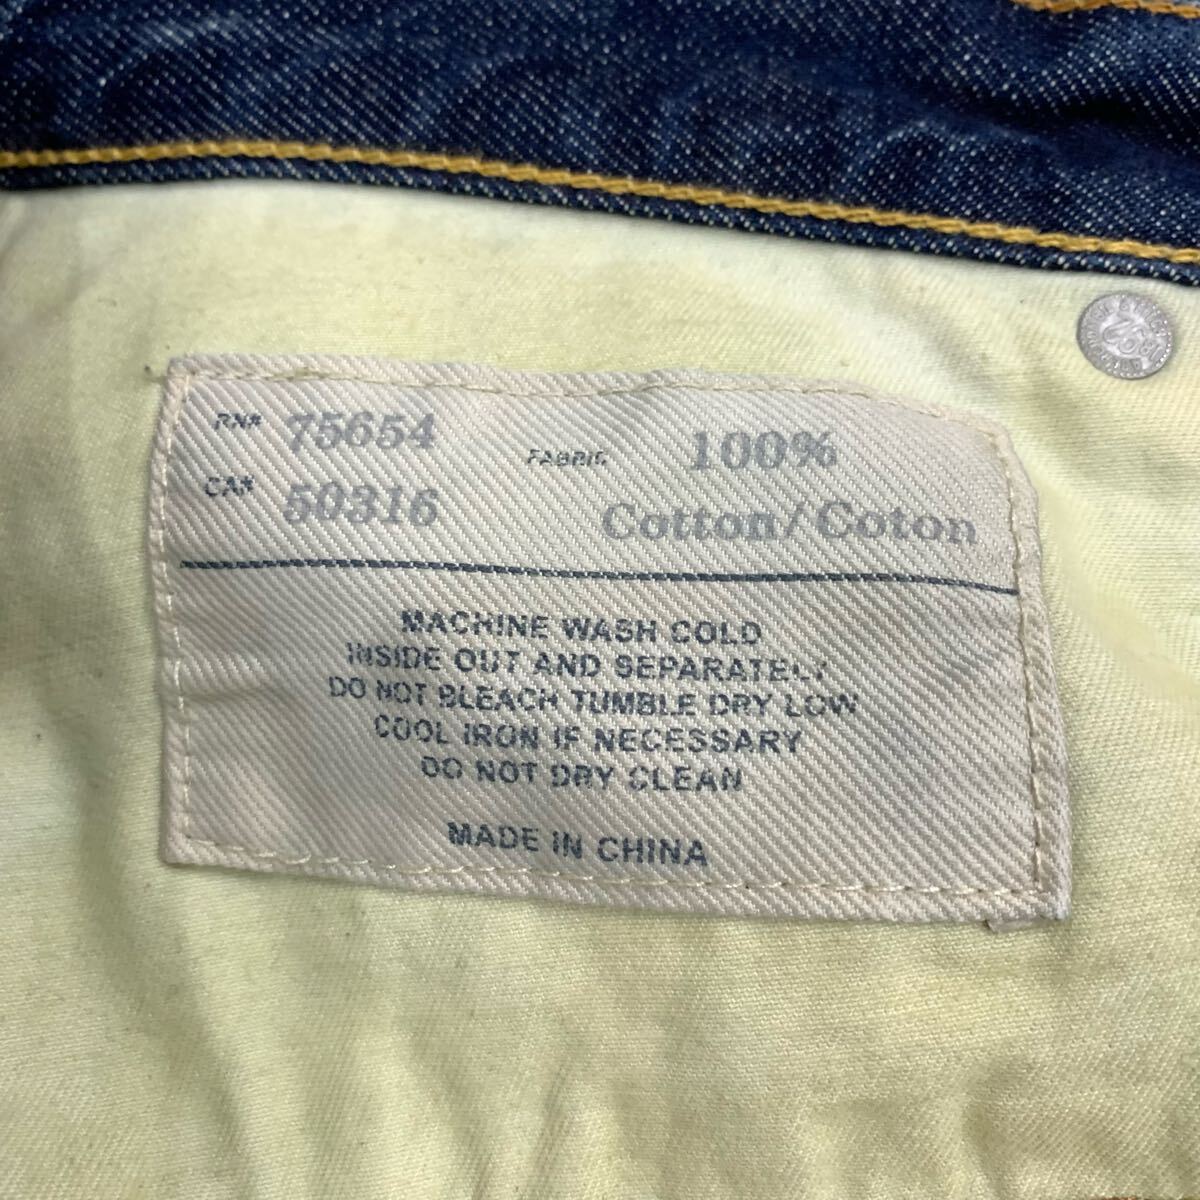 RN# 75654
CA# 50316
FABRIC 100%
Cotton/Coton
MACHINE WASH COLD
INSIDE OUT AND SEPARATELY
DO NOT BLEACH TUMBLE DRY LOW
COOL IRON IF NECESSARY
DO NOT DRY CLEAN
MADE IN CHINA